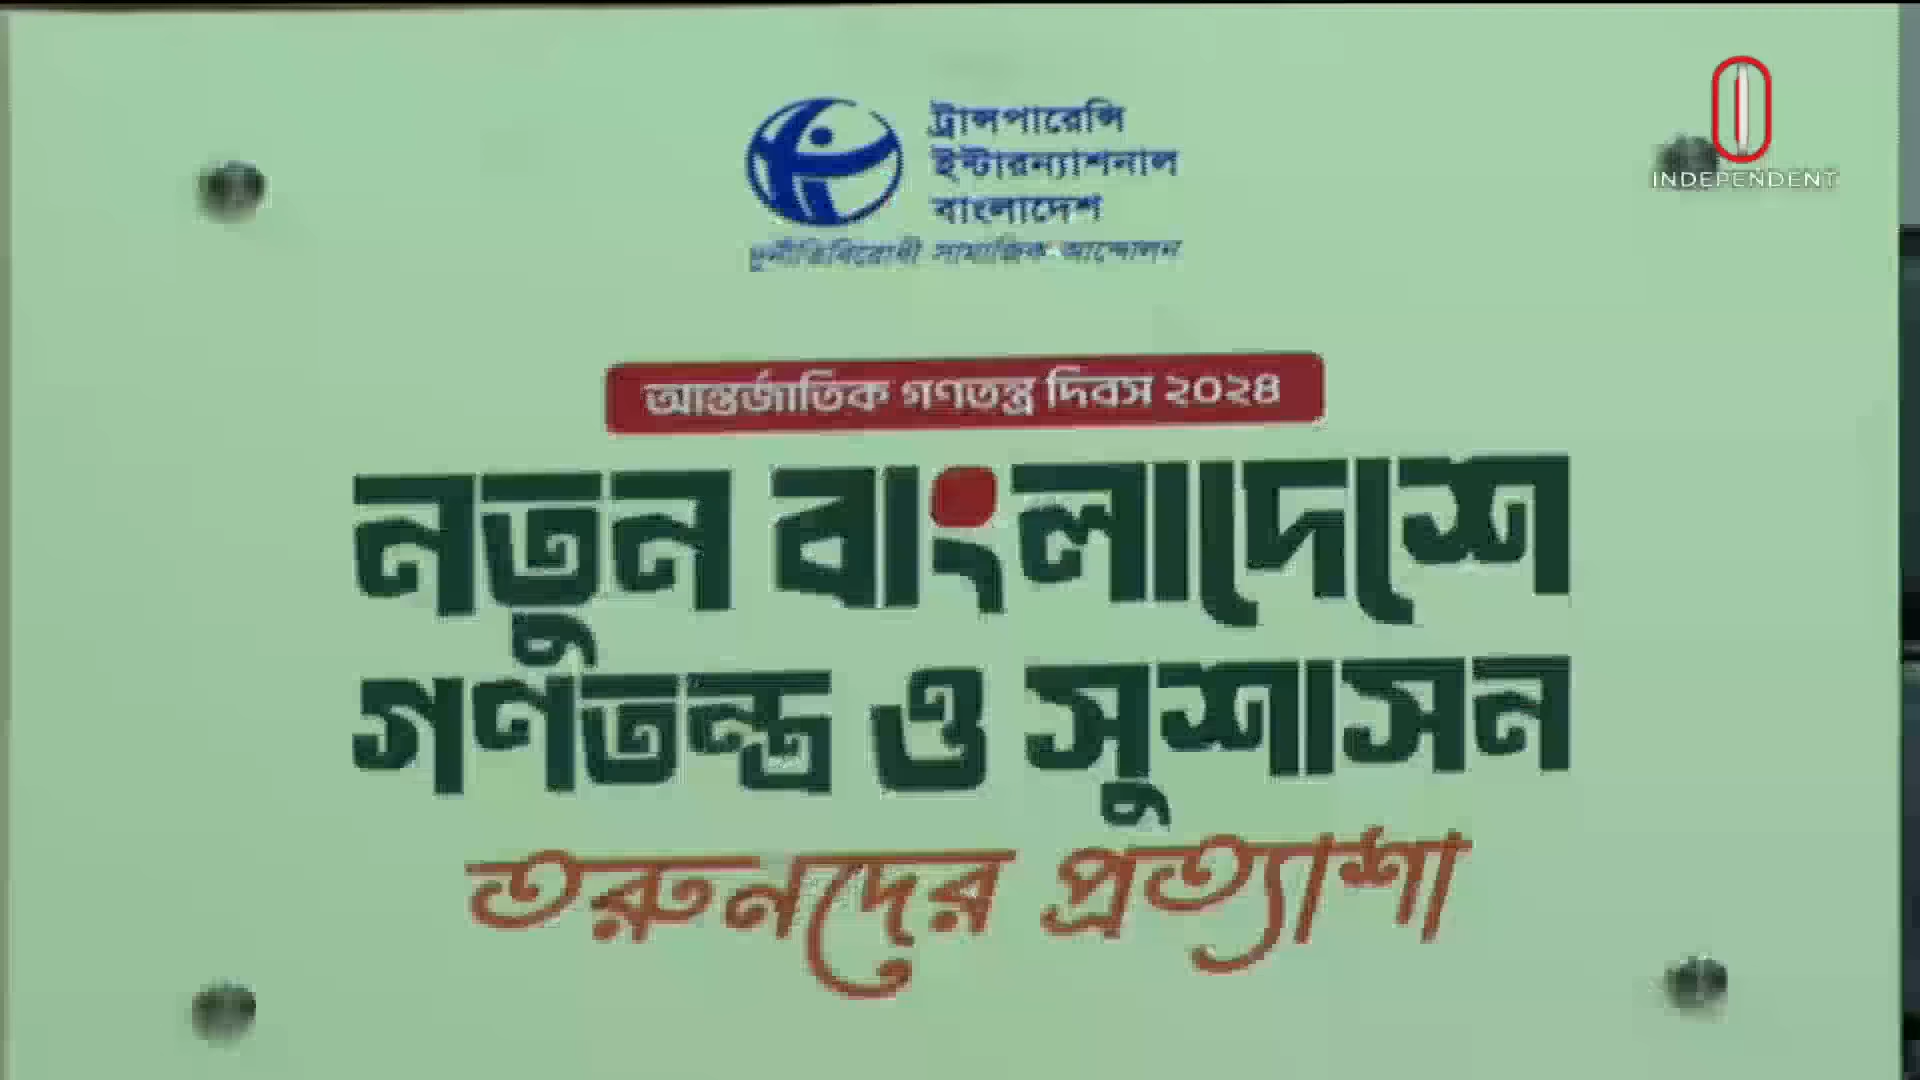 ট্রান্সপারেন্সি
ইন্টারন্যাশনাল
বাংলাদেশ
দুর্নীতিবিরোধী সামাজিক আন্দোলন
INDEPENDENT
আন্তর্জাতিক গণতন্ত্র দিবস ২০২৪
নতুন বাংলাদেশে
গণতন্ত্র ও সুশাসন
তরুণদের প্রত্যাশা